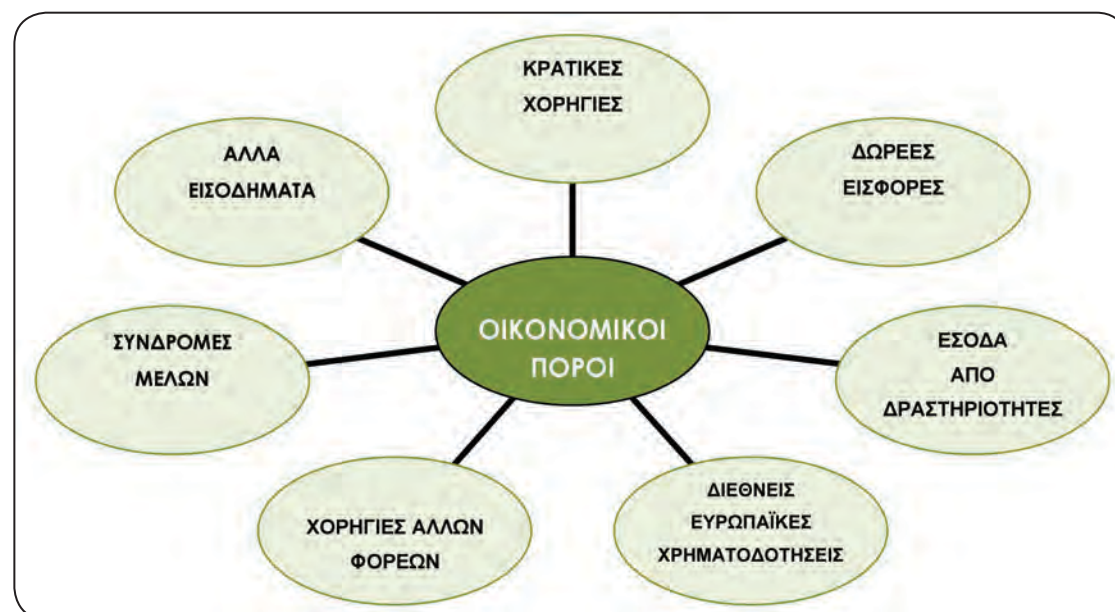 ΚΡΑΤΙΚΕΣ
ΧΟΡΗΓΙΕΣ
ΔΩΡΕΕΣ
ΕΙΣΦΟΡΕΣ
ΕΣΟΔΑ
ΑΠΟ
ΔΡΑΣΤΗΡΙΟΤΗΤΕΣ
ΔΙΕΘΝΕΙΣ
ΕΥΡΩΠΑΪΚΕΣ
ΧΡΗΜΑΤΟΔΟΤΗΣΕΙΣ
ΧΟΡΗΓΙΕΣ ΑΛΛΩΝ
ΦΟΡΕΩΝ
ΣΥΝΔΡΟΜΕΣ
ΜΕΛΩΝ
ΑΛΛΑ
ΕΙΣΟΔΗΜΑΤΑ
ΟΙΚΟΝΟΜΙΚΟΙ
ΠΟΡΟΙ